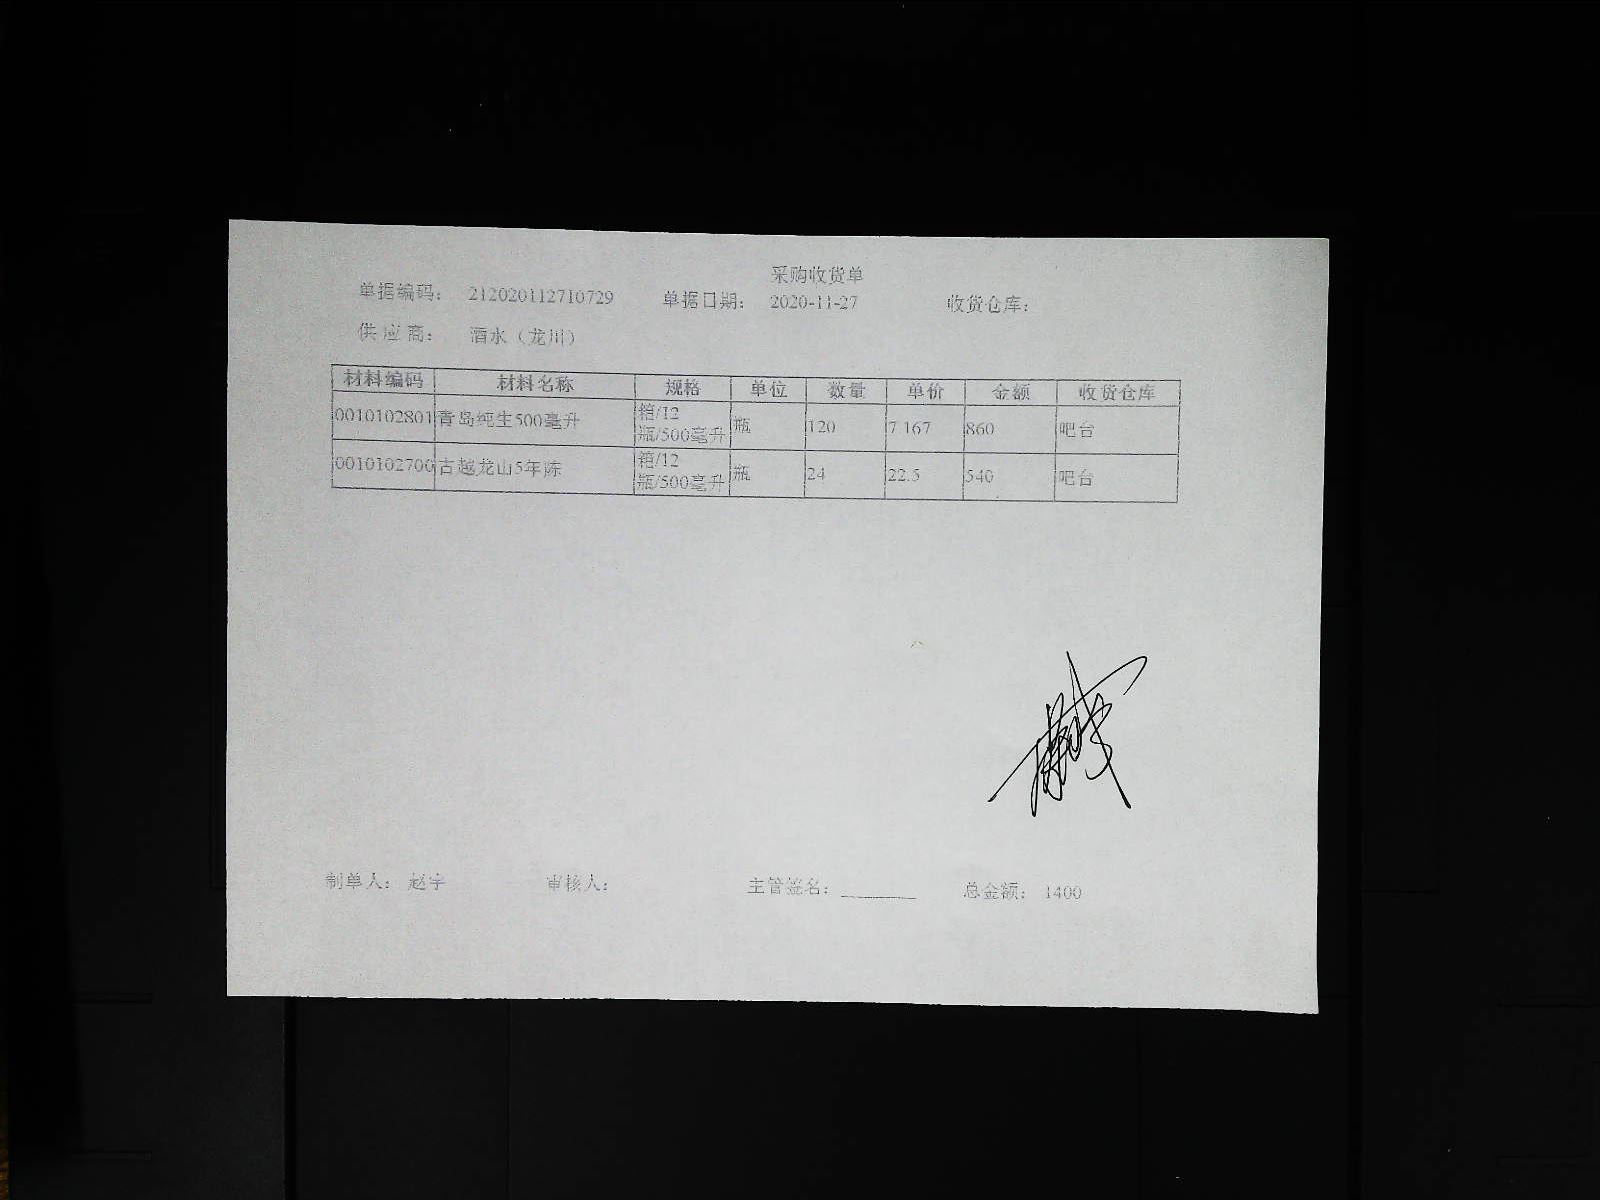 采购收货单
单据编码： 212020112710729 单据日期： 2020-11-27 收货仓库：
供应商： 酒水（龙川）
材料编码 材料名称 规格 单位 数量 单价 金额 收货仓库
0010102801 青岛纯生500毫升 箱/12瓶/500毫升 瓶 120 7.167 860 吧台
0010102700 古越龙山5年陈 箱/12瓶/500毫升 瓶 24 22.5 540 吧台
制单人： 赵宇 审核人： 主管签名： 总金额： 1400